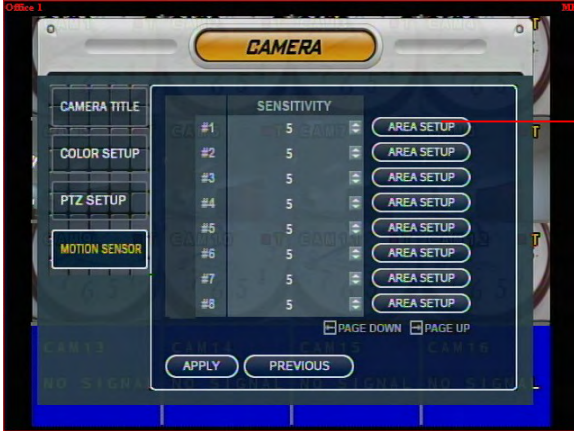 Office 1
CAMERA
CAMERA TITLE
COLOR SETUP
PTZ SETUP
MOTION SENSOR
SENSITIVITY
#1 5 AREA SETUP
#2 5 AREA SETUP
#3 5 AREA SETUP
#4 5 AREA SETUP
#5 5 AREA SETUP
#6 5 AREA SETUP
#7 5 AREA SETUP
#8 5 AREA SETUP
PAGE DOWN PAGE UP
APPLY PREVIOUS
CAM13 CAM14 CAM15 CAM16
NO SIGNAL NO SIGNAL NO SIGNAL NO SIGNAL